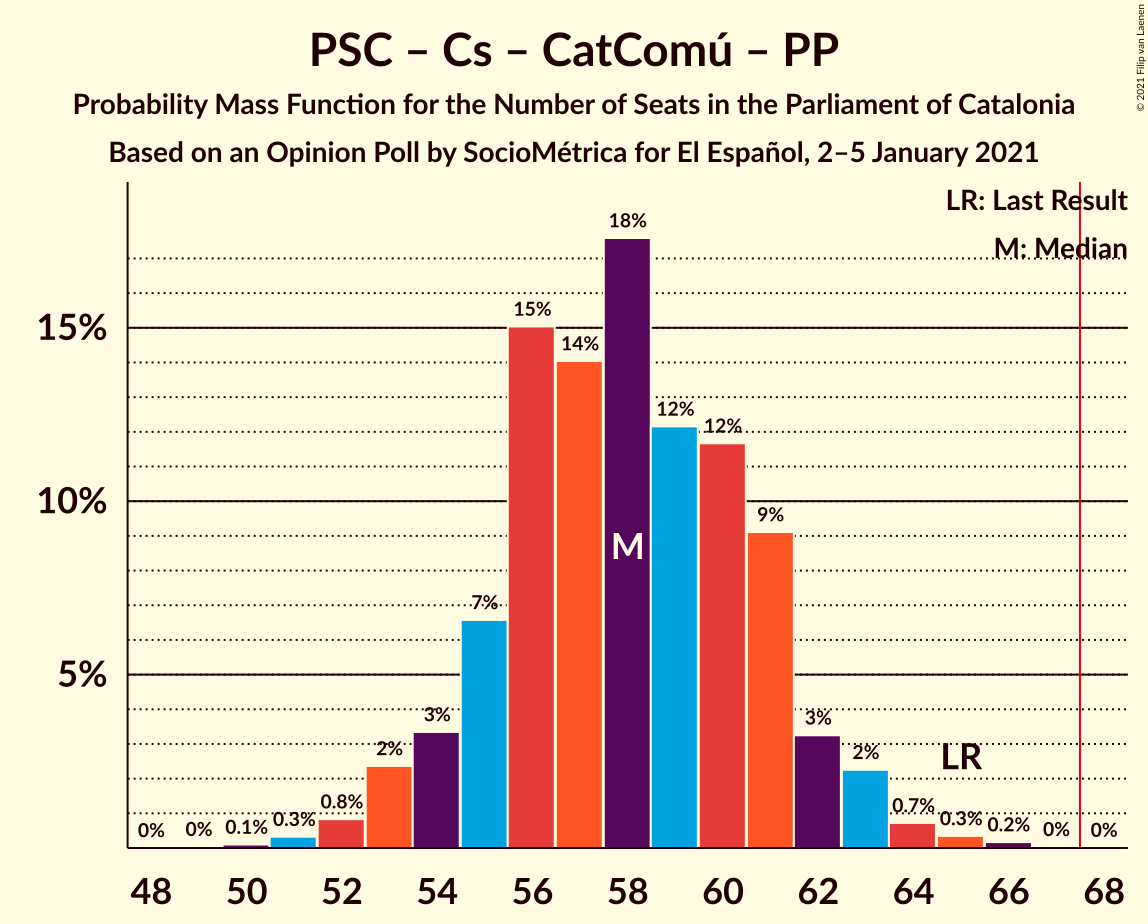 PSC – Cs – CatComú – PP
Probability Mass Function for the Number of Seats in the Parliament of Catalonia
Based on an Opinion Poll by SocioMétrica for El Español, 2–5 January 2021
© 2021 Filip van Laenen
LR: Last Result
M: Median
18%
15%
15%
14%
12%
12%
10%
9%
M
7%
5%
3%
3%
2%
2%
LR
0%
0%
0.1%
0.3%
0.8%
0.7%
0.3%
0.2%
0%
0%
48 50 52 54 56 58 60 62 64 66 68